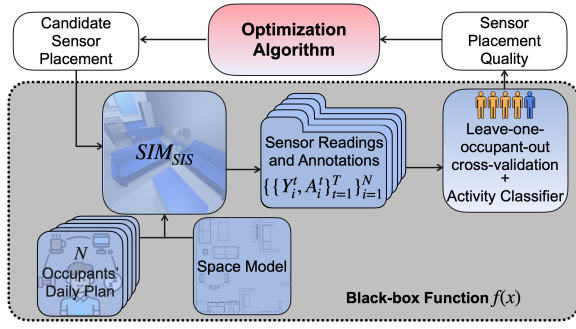 Candidate
Sensor
Placement
Optimization
Algorithm
Sensor
Placement
Quality
SIM_SIS
Sensor Readings
and Annotations
{{Y_i^t, A_i^t}_{t=1}^T}_{i=1}^N
Leave-one-
occupant-out
cross-validation
+
Activity Classifier
N
Occupants'
Daily Plan
Space Model
Black-box Function f(x)